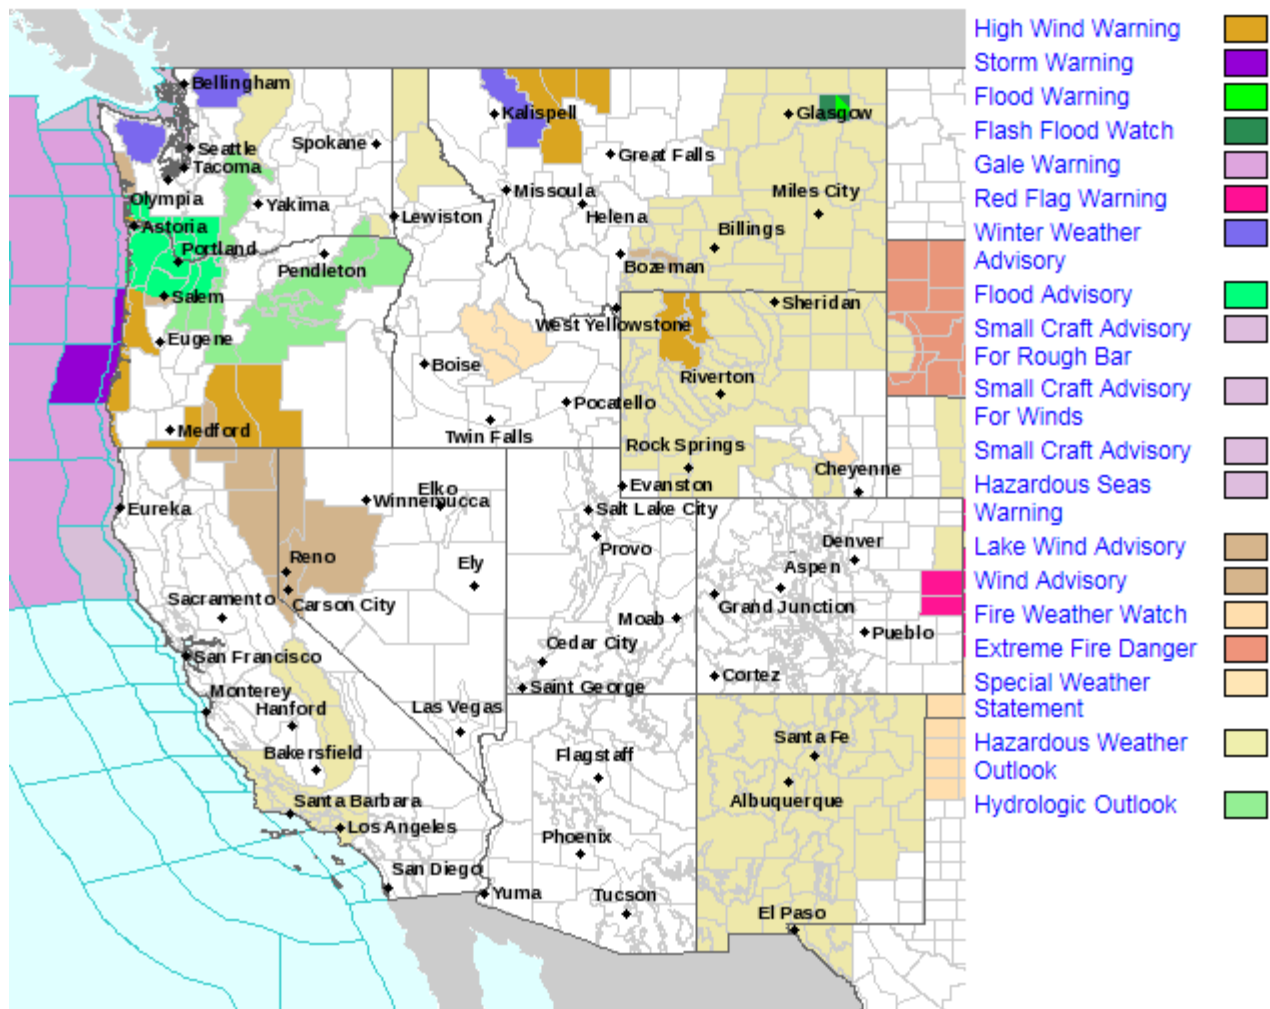 High Wind Warning
Storm Warning
Flood Warning
Flash Flood Watch
Gale Warning
Red Flag Warning
Winter Weather
Advisory
Flood Advisory
Small Craft Advisory
For Rough Bar
Small Craft Advisory
For Winds
Small Craft Advisory
Hazardous Seas
Warning
Lake Wind Advisory
Wind Advisory
Fire Weather Watch
Extreme Fire Danger
Special Weather
Statement
Hazardous Weather
Outlook
Hydrologic Outlook
Bellingham
Kalispell
Glasgow
Seattle
Spokane
Great Falls
Tacoma
Olympia
Yakima
Missoula
Miles City
Lewiston
Helena
Astoria
Billings
Portland
Pendleton
Bozeman
Salem
Sheridan
West Yellowstone
Eugene
Boise
Riverton
Pocatello
Medford
Twin Falls
Rock Springs
Cheyenne
Evanston
Elko
Winnemucca
Eureka
Salt Lake City
Provo
Denver
Reno
Ely
Aspen
Sacramento
Carson City
Grand Junction
Moab
Pueblo
Cedar City
San Francisco
Cortez
Saint George
Monterey
Hanford
Las Vegas
Bakersfield
Flagstaff
Santa Fe
Santa Barbara
Albuquerque
Los Angeles
Phoenix
San Diego
Yuma
Tucson
El Paso